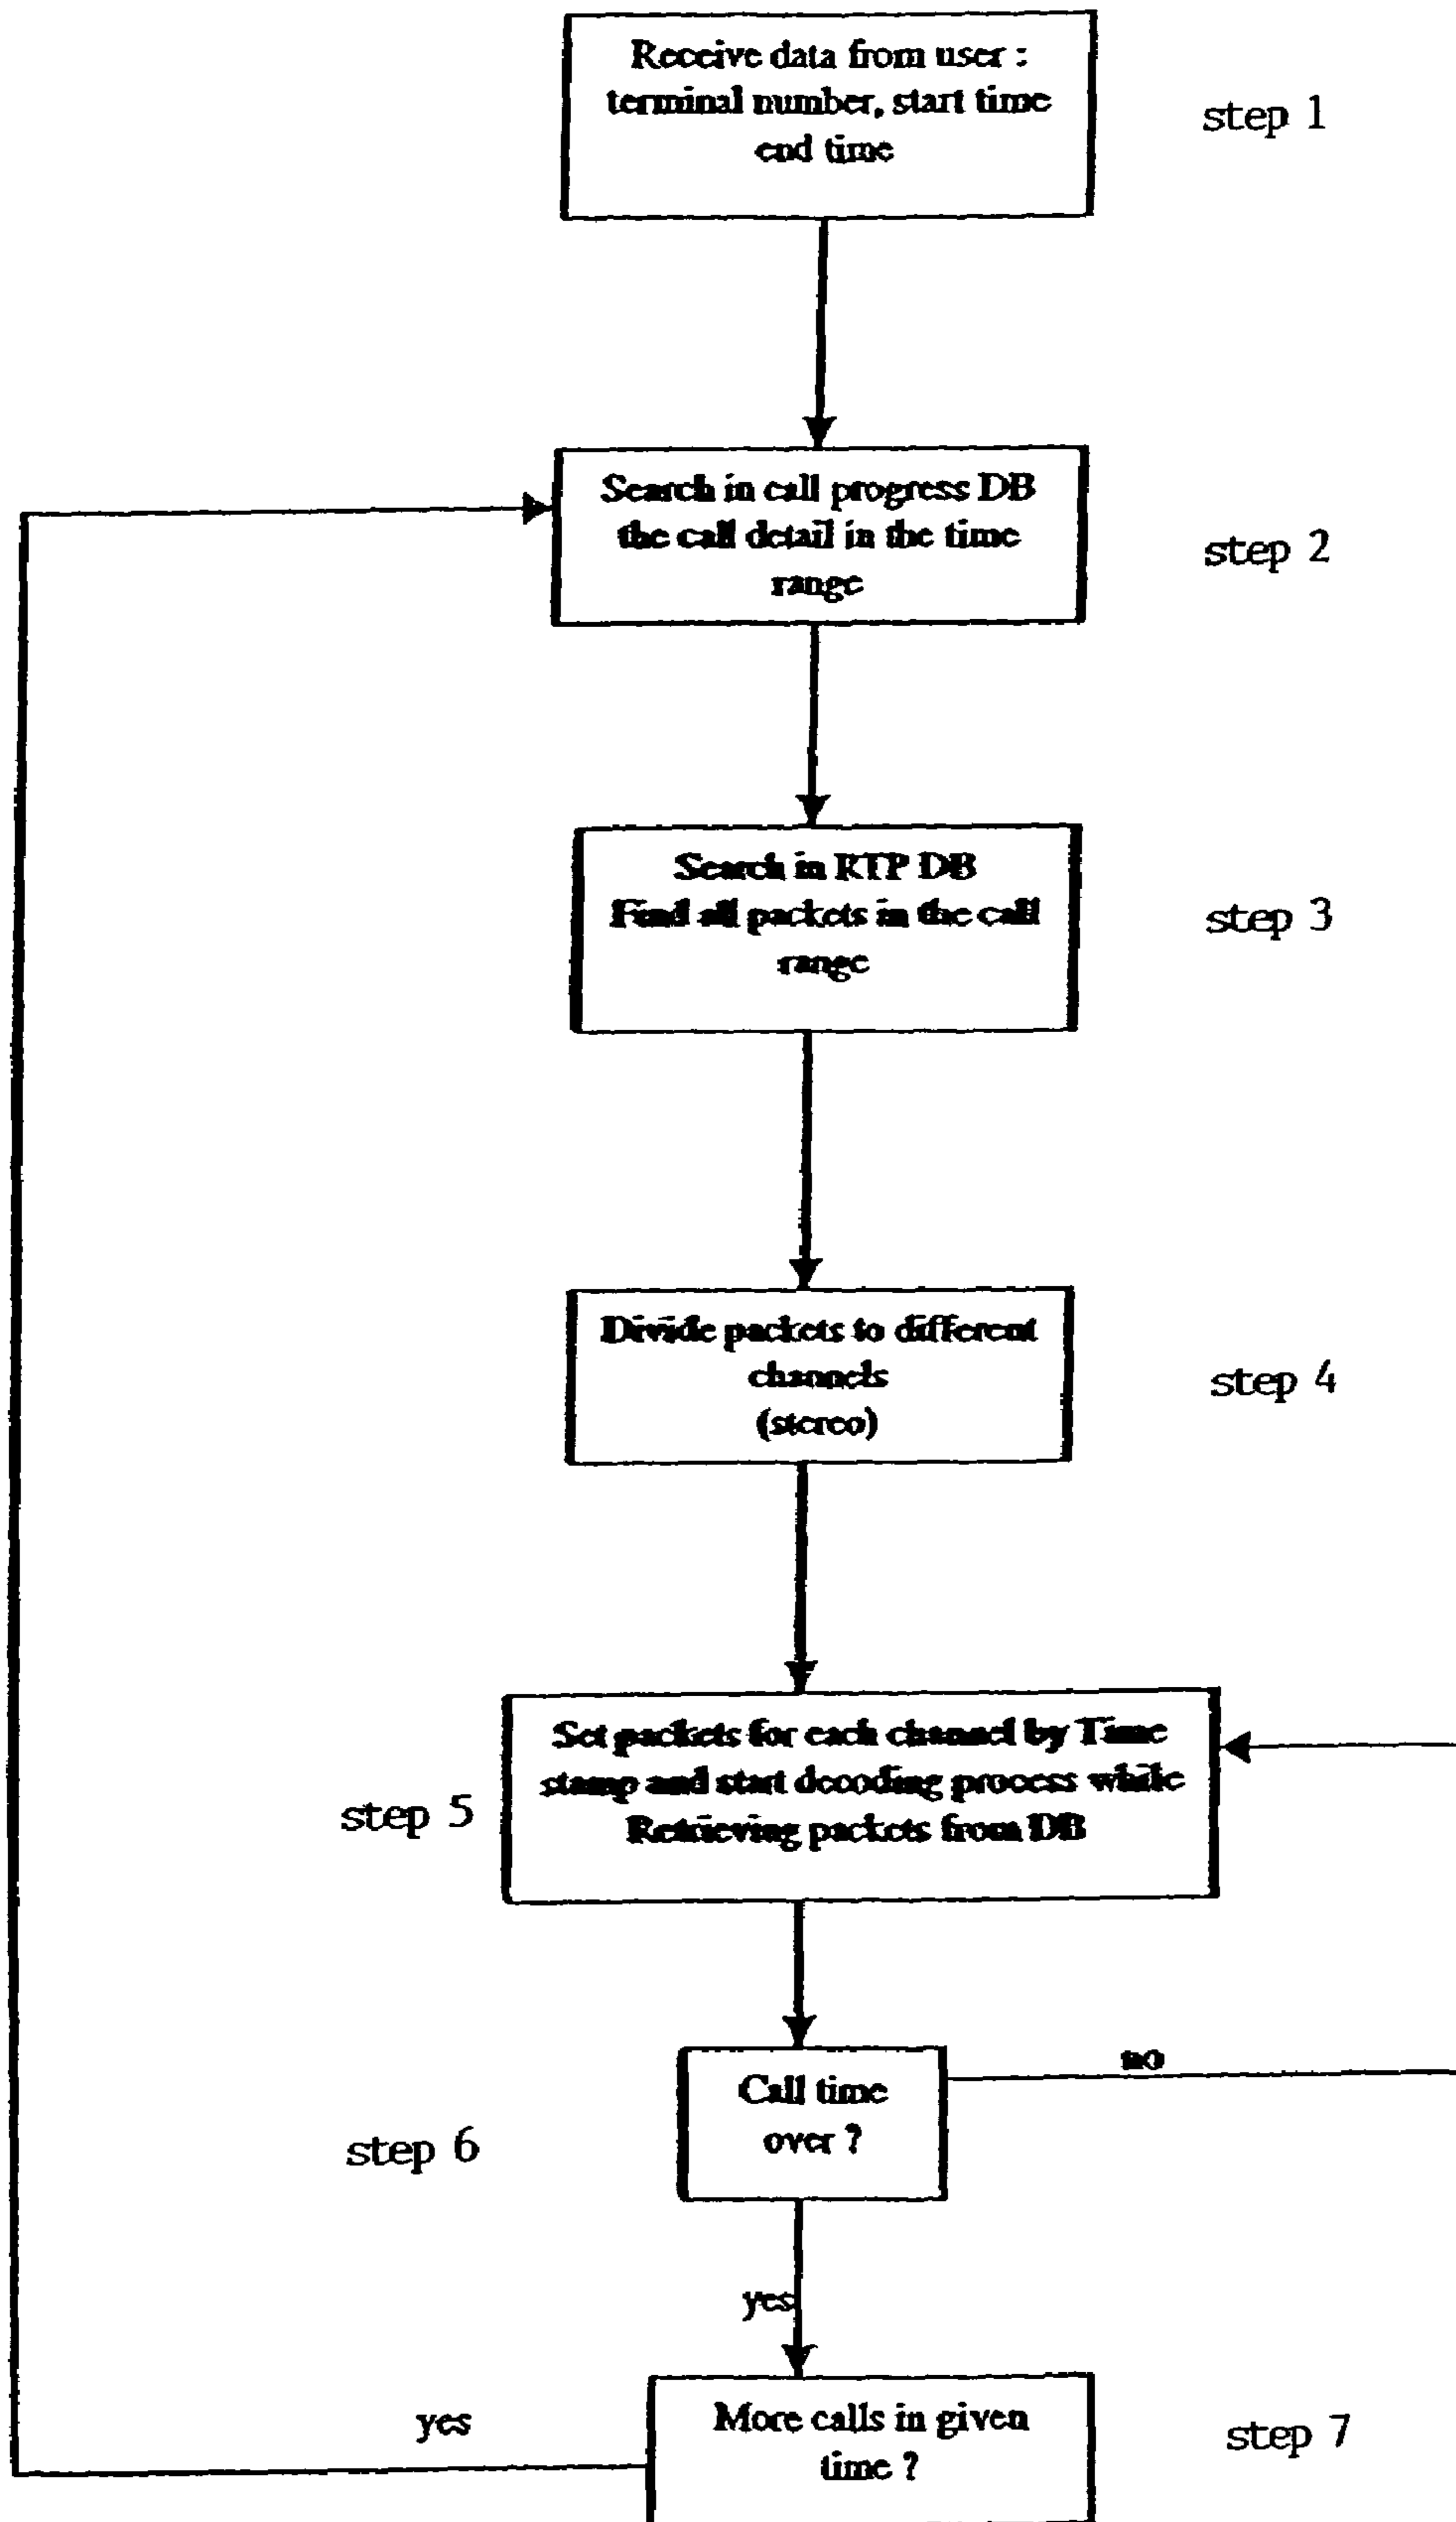 Receive data from user :
terminal number, start time
end time
step 1
Search in call progress DB
the call detail in the time
range
step 2
Search in RTP DB
Find all packets in the call
range
step 3
Divide packets to different
channels
(stereo)
step 4
Set packets for each channel by Time
stamp and start decoding process while
Retrieving packets from DB
step 5
no
Call time
over ?
step 6
yes
More calls in given
time ?
yes
step 7